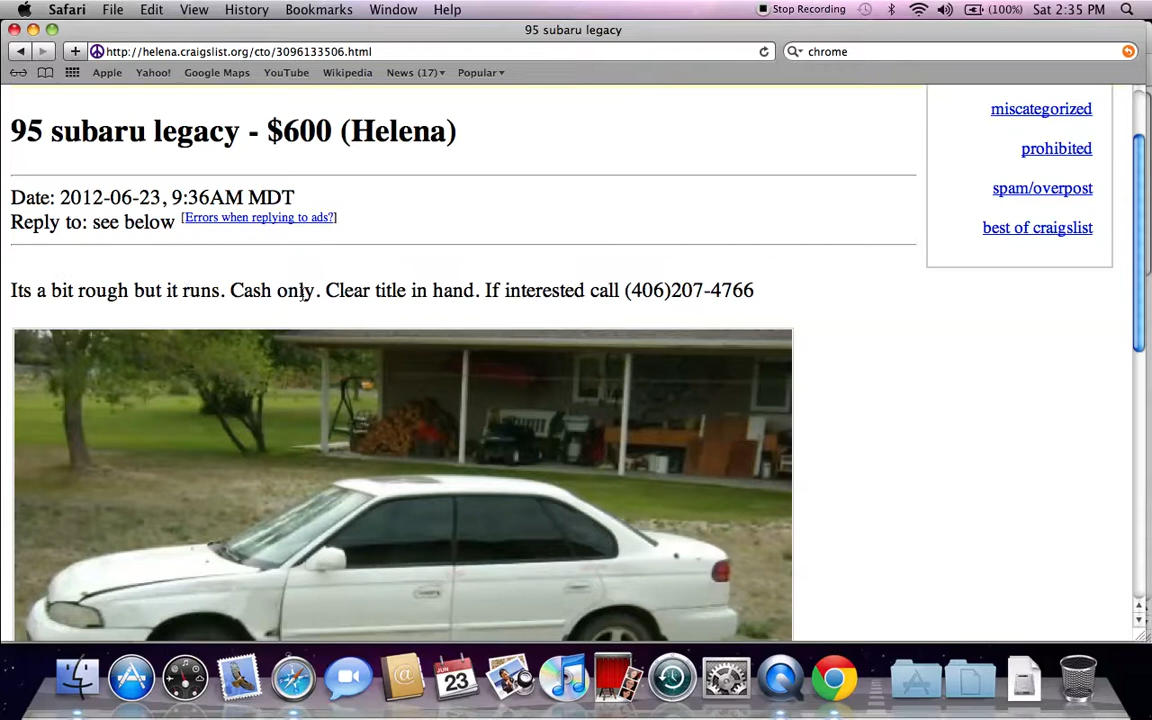 Safari File Edit View History Bookmarks Window Help Stop Recording (100%) Sat 2:35 PM
95 subaru legacy
http://helena.craigslist.org/cto/3096133506.html chrome
Apple Yahoo! Google Maps YouTube Wikipedia News (17) Popular
miscategorized
95 subaru legacy - $600 (Helena)
prohibited
spam/overpost
Date: 2012-06-23, 9:36AM MDT
Reply to: see below [Errors when replying to ads?]
best of craigslist
Its a bit rough but it runs. Cash only. Clear title in hand. If interested call (406)207-4766
JUN
23